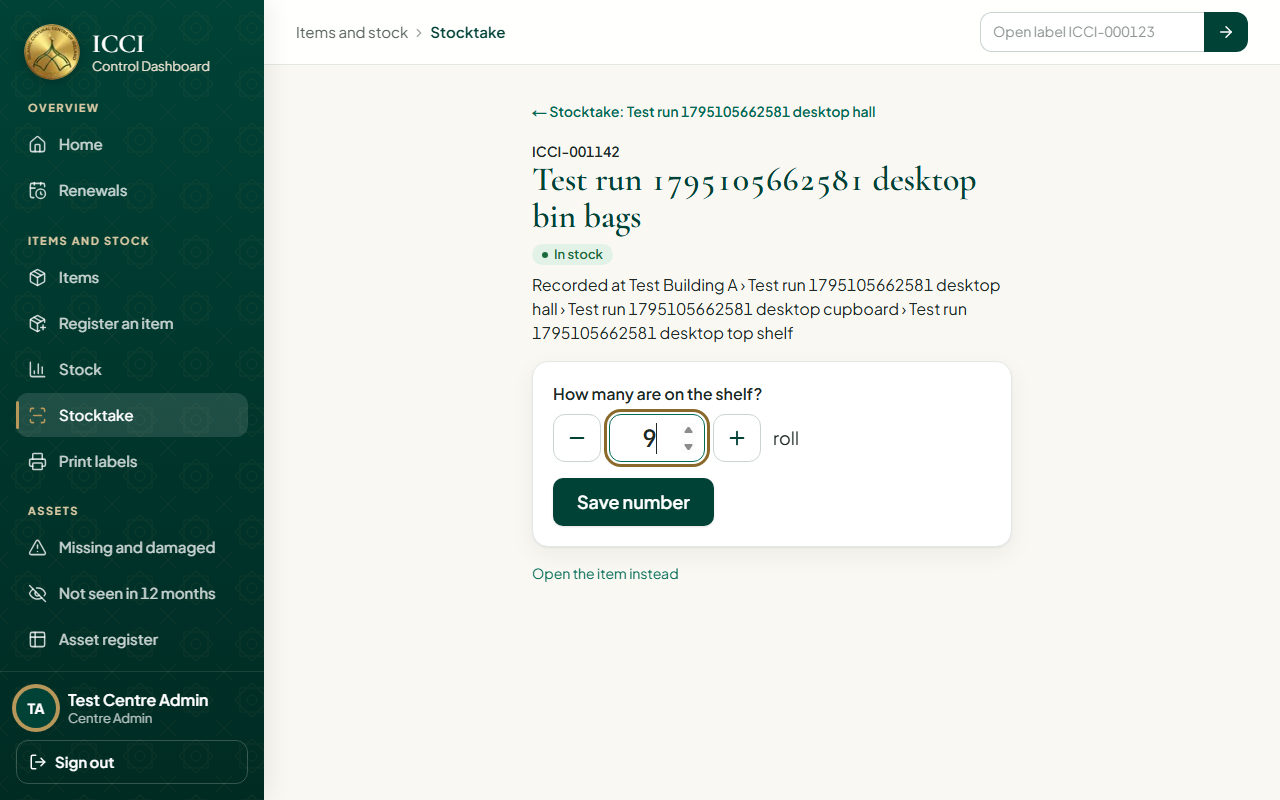 ICCI
Control Dashboard
OVERVIEW
Home
Renewals
ITEMS AND STOCK
Items
Register an item
Stock
Stocktake
Print labels
ASSETS
Missing and damaged
Not seen in 12 months
Asset register
TA
Test Centre Admin
Centre Admin
Sign out
Items and stock › Stocktake
Open label ICCI-000123
← Stocktake: Test run 1795105662581 desktop hall
ICCI-001142
Test run 1795105662581 desktop
bin bags
In stock
Recorded at Test Building A › Test run 1795105662581 desktop
hall › Test run 1795105662581 desktop cupboard › Test run
1795105662581 desktop top shelf
How many are on the shelf?
− 9 + roll
Save number
Open the item instead